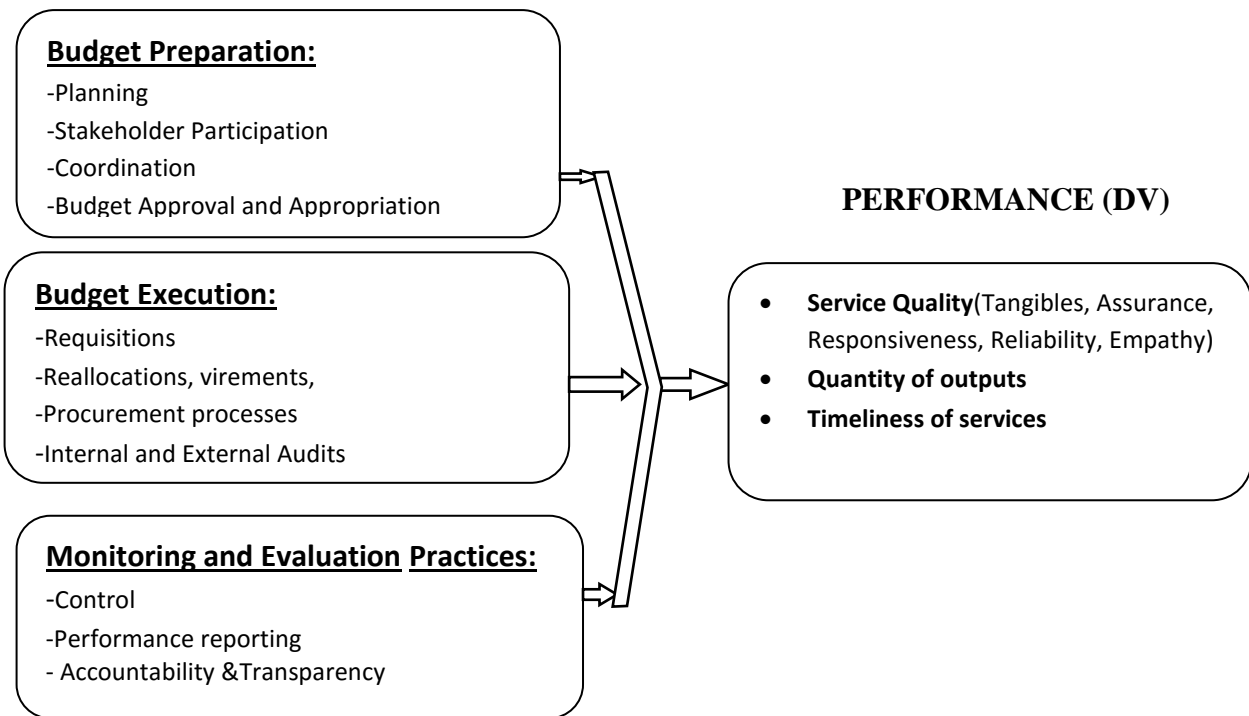 Budget Preparation:
-Planning
-Stakeholder Participation
-Coordination
-Budget Approval and Appropriation
Budget Execution:
-Requisitions
-Reallocations, virements,
-Procurement processes
-Internal and External Audits
Monitoring and Evaluation Practices:
-Control
-Performance reporting
- Accountability &Transparency
PERFORMANCE (DV)
• Service Quality(Tangibles, Assurance,
Responsiveness, Reliability, Empathy)
• Quantity of outputs
• Timeliness of services